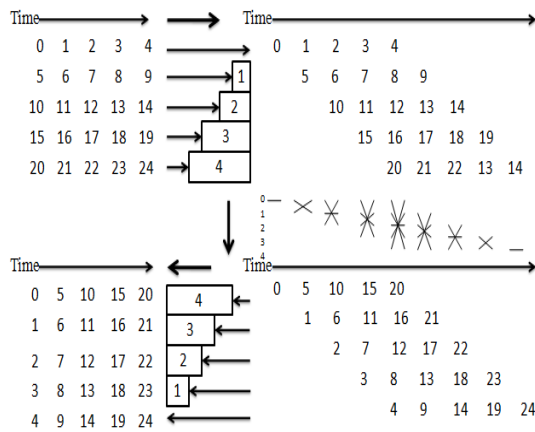 Time Time
0 1 2 3 4 0 1 2 3 4
5 6 7 8 9 1 5 6 7 8 9
10 11 12 13 14 2 10 11 12 13 14
15 16 17 18 19 3 15 16 17 18 19
20 21 22 23 24 4 20 21 22 13 14
0
1
2
3
4
Time Time
0 5 10 15 20 4 0 5 10 15 20
1 6 11 16 21 3 1 6 11 16 21
2 7 12 17 22 2 2 7 12 17 22
3 8 13 18 23 1 3 8 13 18 23
4 9 14 19 24 4 9 14 19 24